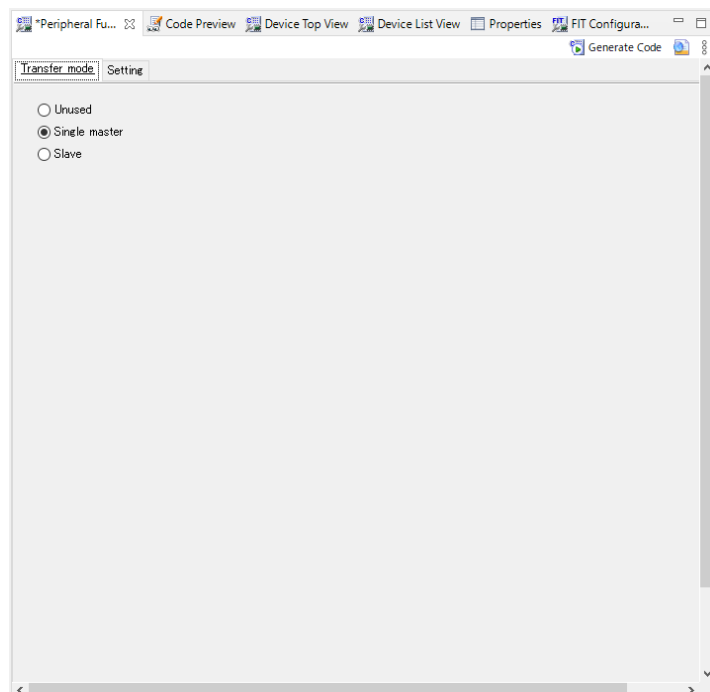 *Peripheral Fu... Code Preview Device Top View Device List View Properties FIT FIT Configura...
Generate Code
Transfer mode Setting
Unused
Single master
Slave